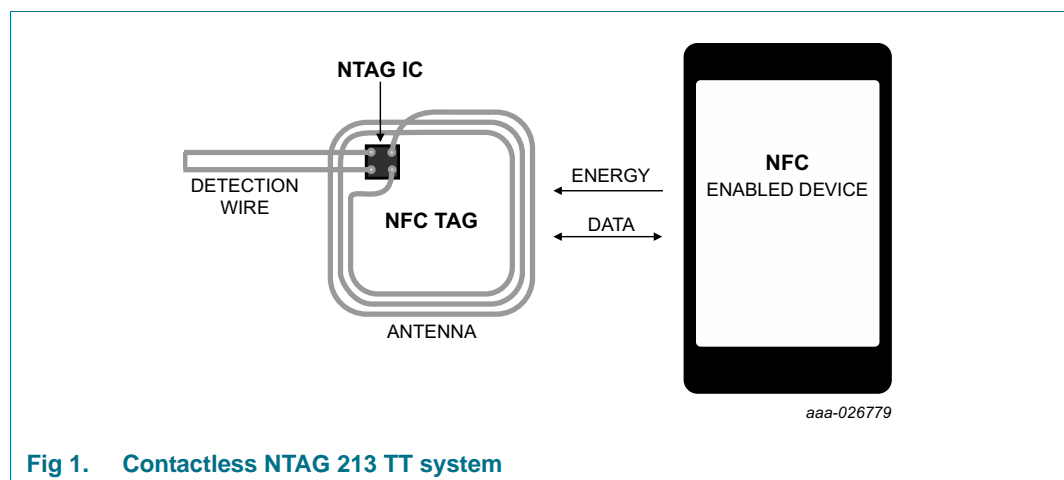 NTAG IC
DETECTION
WIRE
NFC TAG
ANTENNA
ENERGY
DATA
NFC
ENABLED DEVICE
aaa-026779
Fig 1. Contactless NTAG 213 TT system